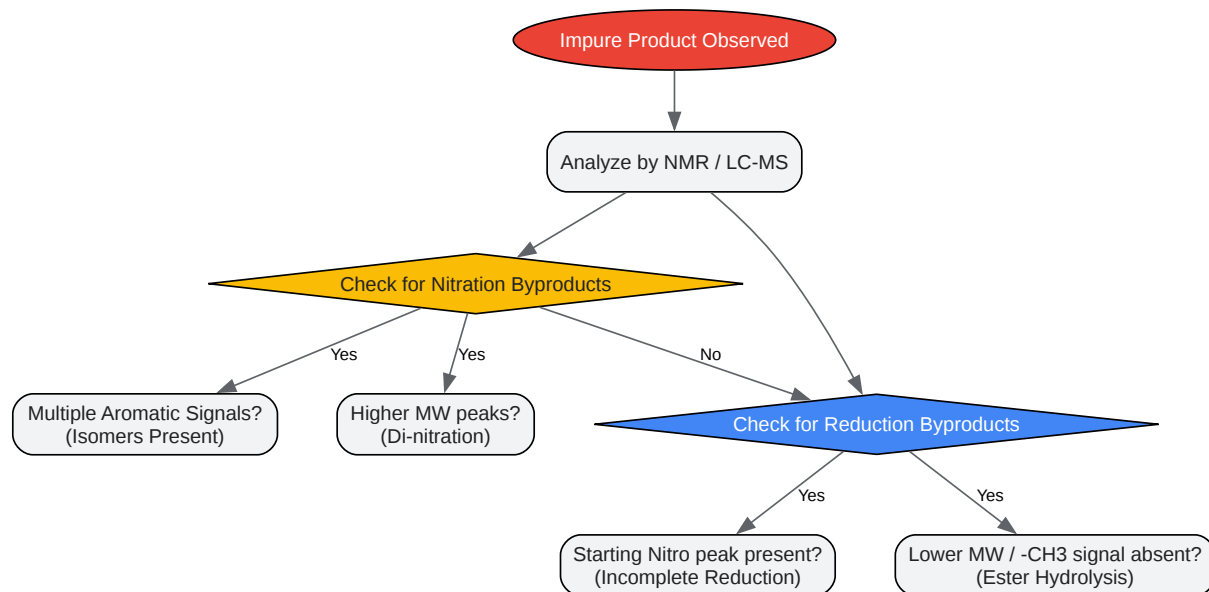 Impure Product Observed
Analyze by NMR / LC-MS
Check for Nitration Byproducts
Yes
Yes
No
Multiple Aromatic Signals?
(Isomers Present)
Higher MW peaks?
(Di-nitration)
Check for Reduction Byproducts
Yes
Yes
Starting Nitro peak present?
(Incomplete Reduction)
Lower MW / -CH3 signal absent?
(Ester Hydrolysis)